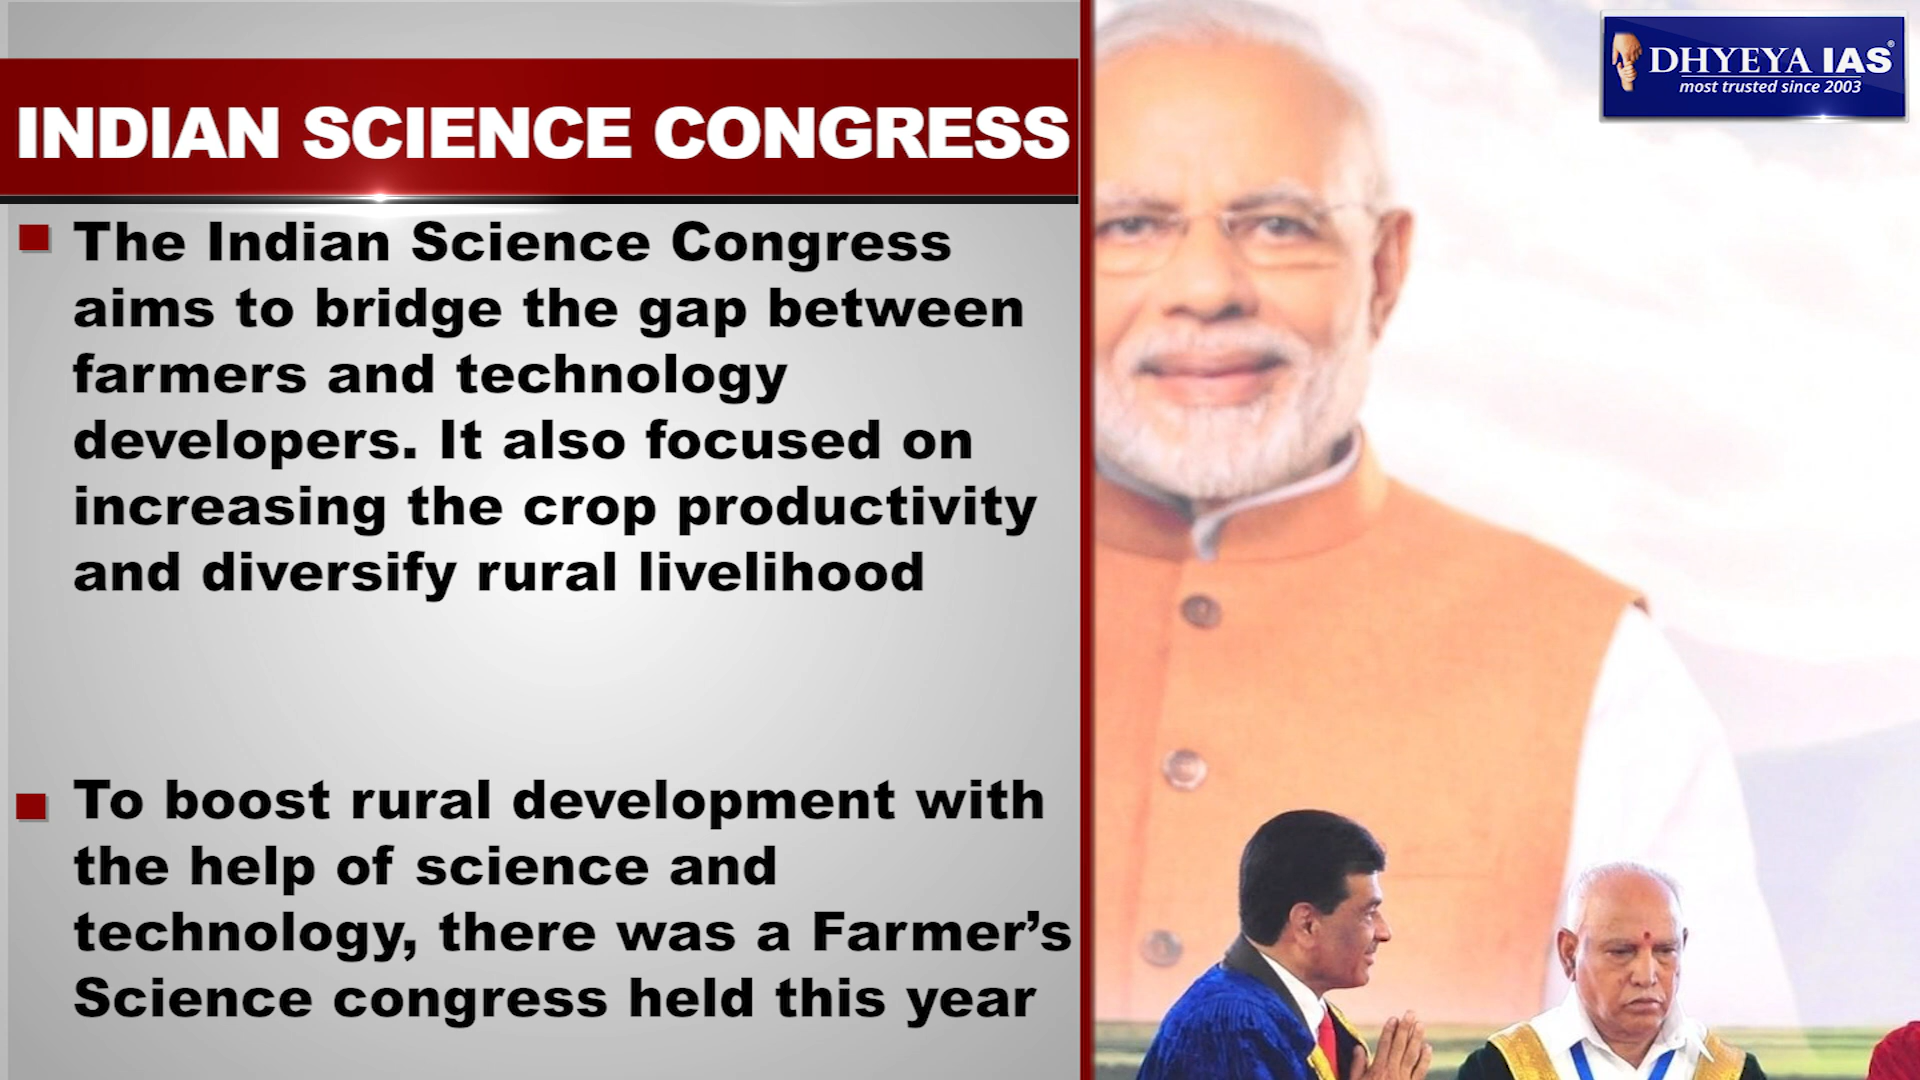 INDIAN SCIENCE CONGRESS
The Indian Science Congress
aims to bridge the gap between
farmers and technology
developers. It also focused on
increasing the crop productivity
and diversify rural livelihood
To boost rural development with
the help of science and
technology, there was a Farmer’s
Science congress held this year
DHYEYA IAS®
most trusted since 2003